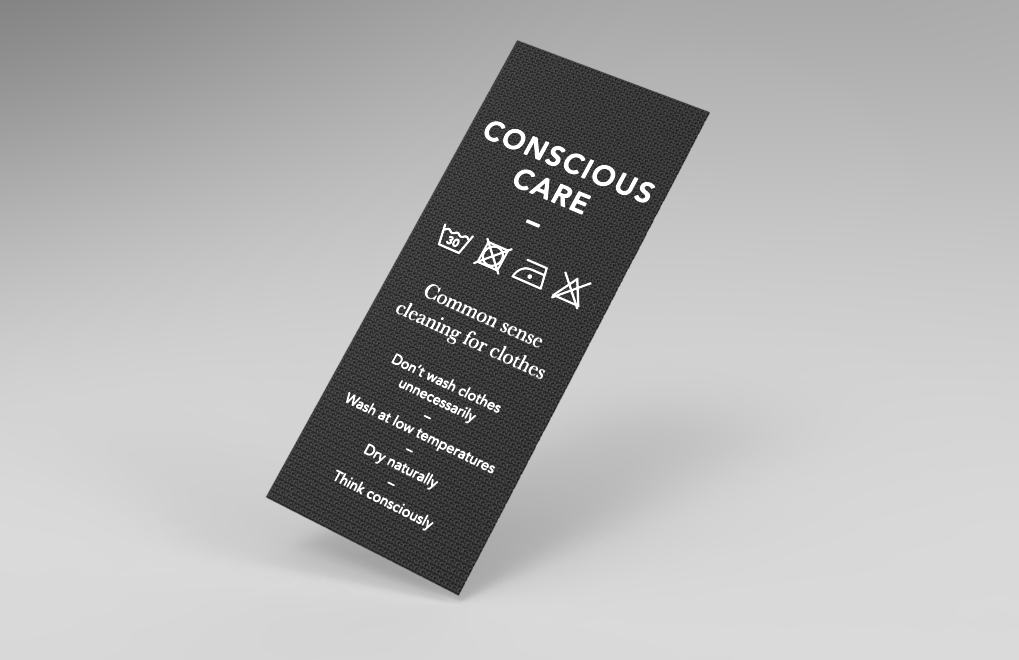 CONSCIOUS
CARE
–
30
Common sense
cleaning for clothes
Don't wash clothes
unnecessarily
–
Wash at low temperatures
–
Dry naturally
–
Think consciously